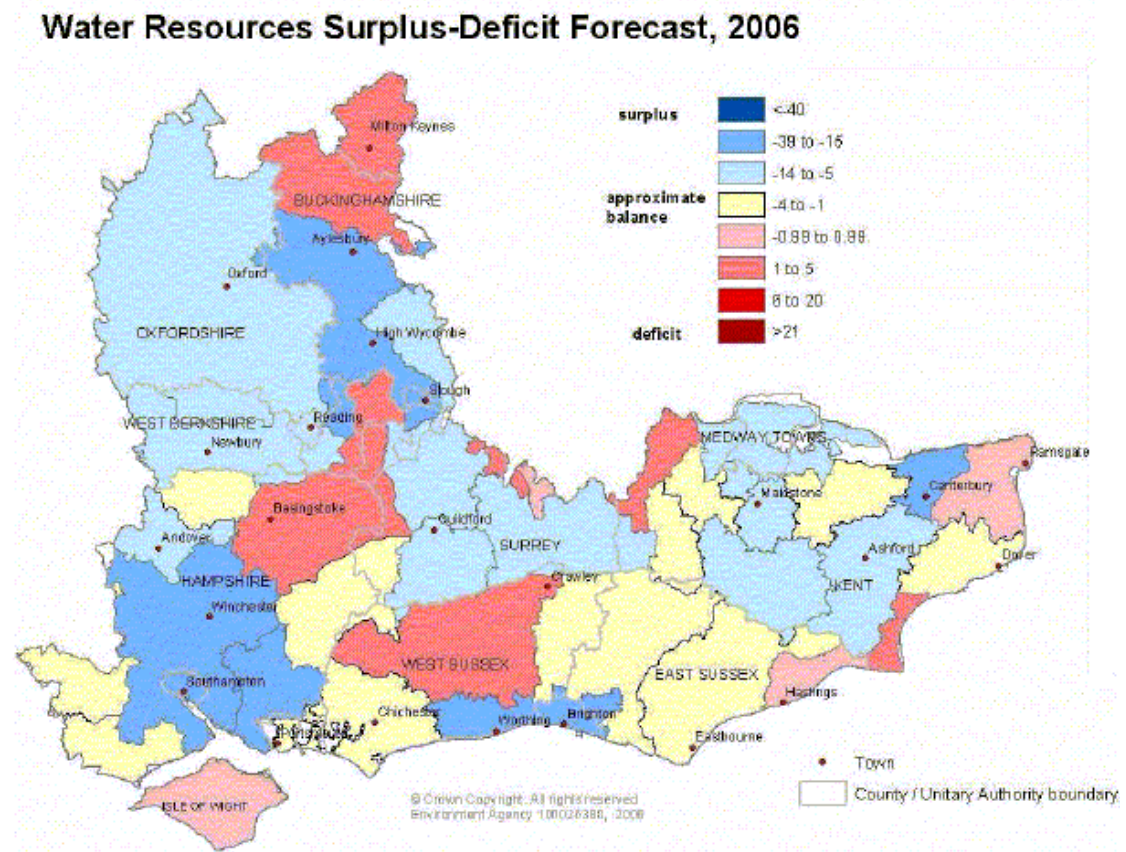 Water Resources Surplus-Deficit Forecast, 2006
surplus
<-40
-39 to -15
-14 to -5
approximate
balance
-4 to -1
-0.99 to 0.99
1 to 5
6 to 20
deficit
>21
Milton Keynes
BUCKINGHAMSHIRE
Aylesbury
Oxford
OXFORDSHIRE
High Wycombe
Slough
WEST BERKSHIRE
Reading
Newbury
MEDWAY TOWNS
Ramsgate
Canterbury
Maidstone
Basingstoke
Guildford
SURREY
Andover
Ashford
Dover
HAMPSHIRE
Crawley
KENT
Winchester
WEST SUSSEX
EAST SUSSEX
Southampton
Hastings
Chichester
Worthing
Brighton
Portsmouth
Eastbourne
ISLE OF WIGHT
Town
County / Unitary Authority boundary
© Crown Copyright. All rights reserved
Environment Agency 100026380,